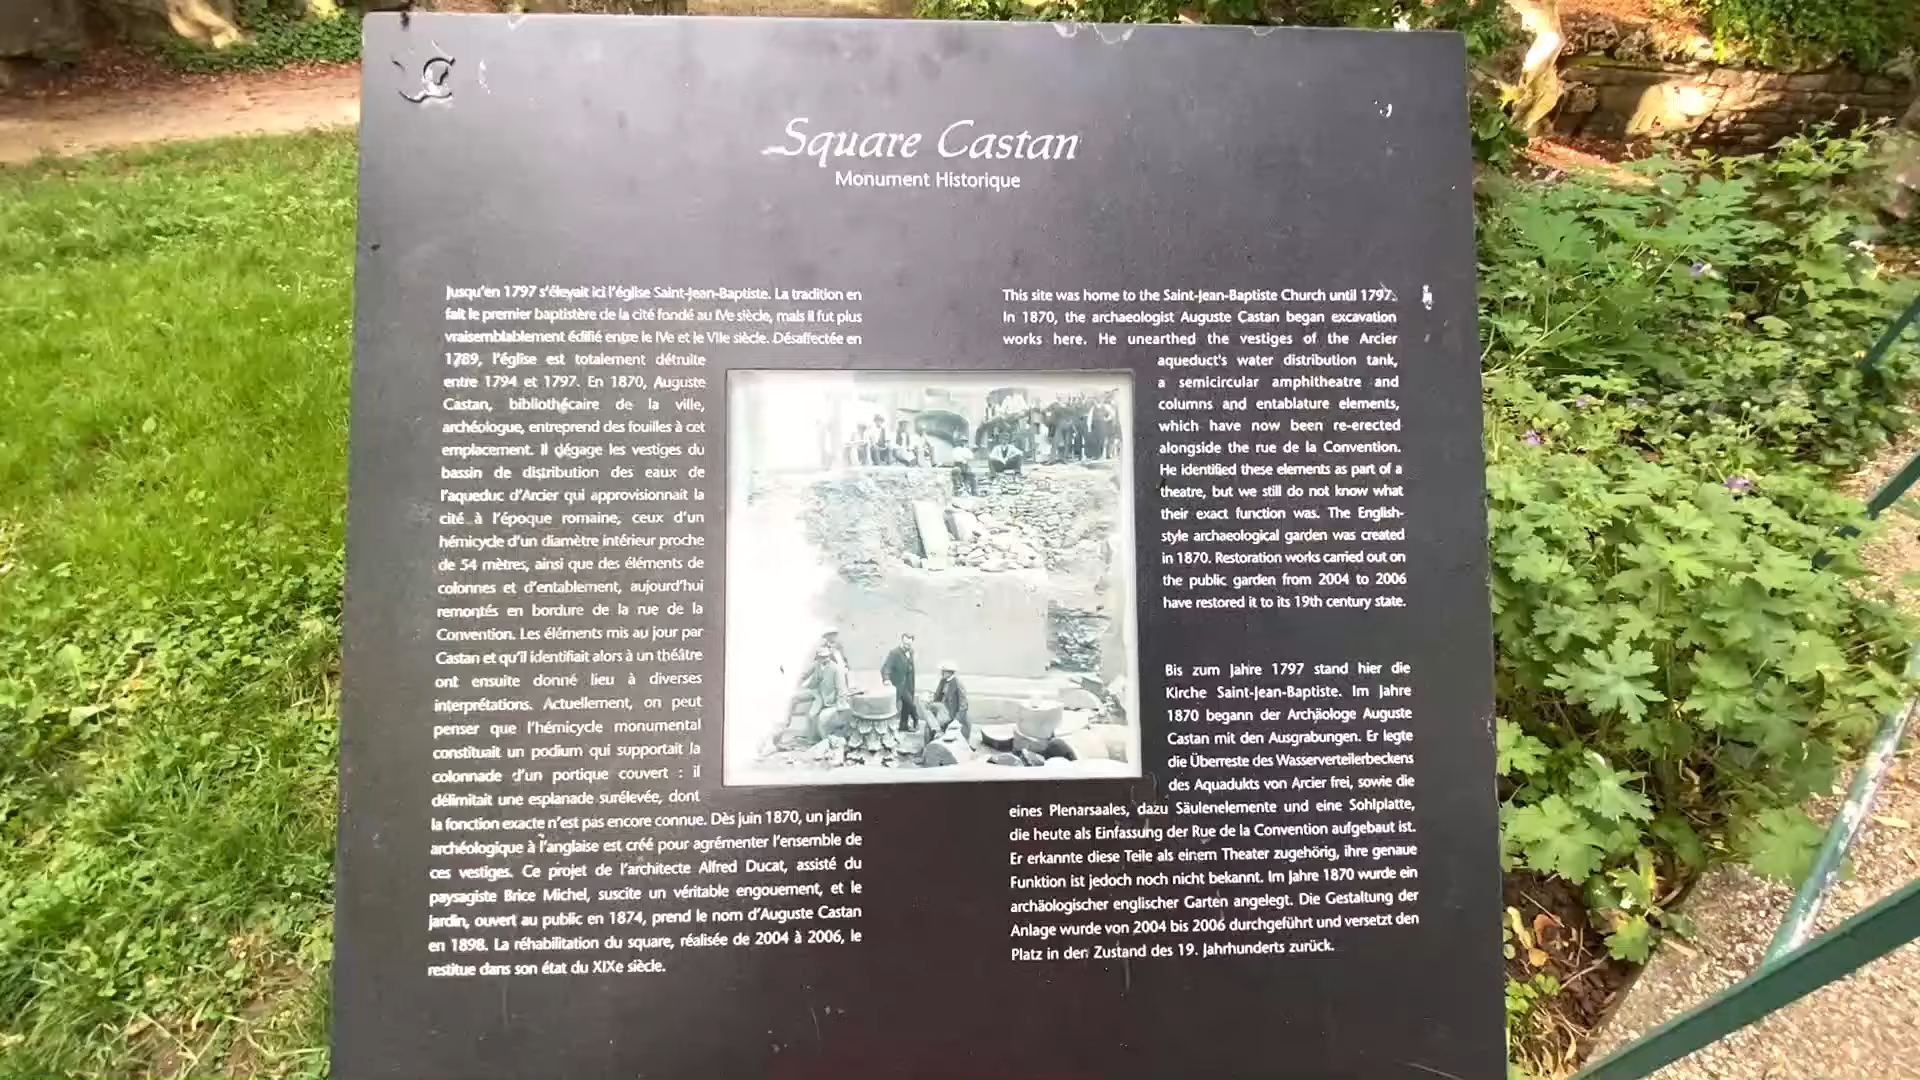 Square Castan
Monument Historique
Jusqu'en 1797 s'élevait ici l'église Saint-Jean-Baptiste. La tradition en
fait le premier baptistère de la cité fondé au IVe siècle, mais il fut plus
vraisemblablement édifié entre le IVe et le VIIe siècle. Désaffectée en
1789, l'église est totalement détruite
entre 1794 et 1797. En 1870, Auguste
Castan, bibliothécaire de la ville,
archéologue, entreprend des fouilles à cet
emplacement. Il dégage les vestiges du
bassin de distribution des eaux de
l'aqueduc d'Arcier qui approvisionnait la
cité à l'époque romaine, ceux d'un
hémicycle d'un diamètre intérieur proche
de 54 mètres, ainsi que des éléments de
colonnes et d'entablement, aujourd'hui
remontés en bordure de la rue de la
Convention. Les éléments mis au jour par
Castan et qu'il identifiait alors à un théâtre
ont ensuite donné lieu à diverses
interprétations. Actuellement, on peut
penser que l'hémicycle monumental
constituait un podium qui supportait la
colonnade d'un portique couvert : il
délimitait une esplanade surélevée, dont
la fonction exacte n'est pas encore connue. Dès juin 1870, un jardin
archéologique à l'anglaise est créé pour agrémenter l'ensemble de
ces vestiges. Ce projet de l'architecte Alfred Ducat, assisté du
paysagiste Brice Michel, suscite un véritable engouement, et le
jardin, ouvert au public en 1874, prend le nom d'Auguste Castan
en 1898. La réhabilitation du square, réalisée de 2004 à 2006, le
restitue dans son état du XIXe siècle.
This site was home to the Saint-Jean-Baptiste Church until 1797.
In 1870, the archaeologist Auguste Castan began excavation
works here. He unearthed the vestiges of the Arcier
aqueduct's water distribution tank,
a semicircular amphitheatre and
columns and entablature elements,
which have now been re-erected
alongside the rue de la Convention.
He identified these elements as part of a
theatre, but we still do not know what
their exact function was. The English-
style archaeological garden was created
in 1870. Restoration works carried out on
the public garden from 2004 to 2006
have restored it to its 19th century state.
Bis zum Jahre 1797 stand hier die
Kirche Saint-Jean-Baptiste. Im Jahre
1870 begann der Archäologe Auguste
Castan mit den Ausgrabungen. Er legte
die Überreste des Wasserverteilerbeckens
des Aquadukts von Arcier frei, sowie die
eines Plenarsaales, dazu Säulenelemente und eine Sohlplatte,
die heute als Einfassung der Rue de la Convention aufgebaut ist.
Er erkannte diese Teile als einem Theater zugehörig, ihre genaue
Funktion ist jedoch noch nicht bekannt. Im Jahre 1870 wurde ein
archäologischer englischer Garten angelegt. Die Gestaltung der
Anlage wurde von 2004 bis 2006 durchgeführt und versetzt den
Platz in den Zustand des 19. Jahrhunderts zurück.